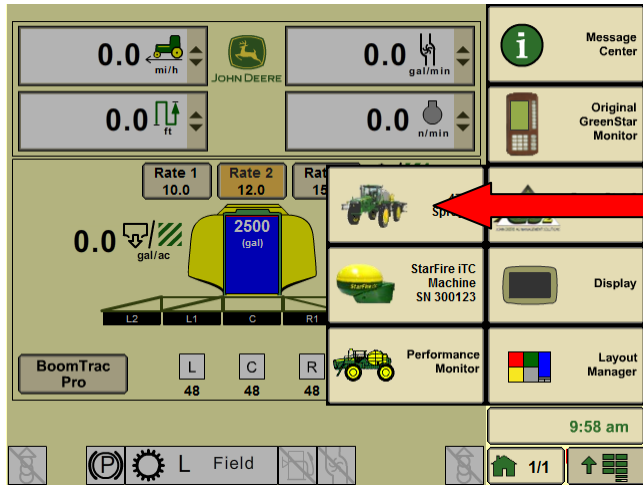 0.0
mi/h
JOHN DEERE
0.0
gal/min
0.0
ft
0.0
n/min
Rate 1
10.0
Rate 2
12.0
0.0
gal/ac
2500
(gal)
L2 L1 C R1
BoomTrac
Pro
L C R
48 48 48
StarFire iTC
Machine
SN 300123
Performance
Monitor
Message
Center
Original
GreenStar
Monitor
Display
Layout
Manager
9:58 am
(P) L Field
1/1